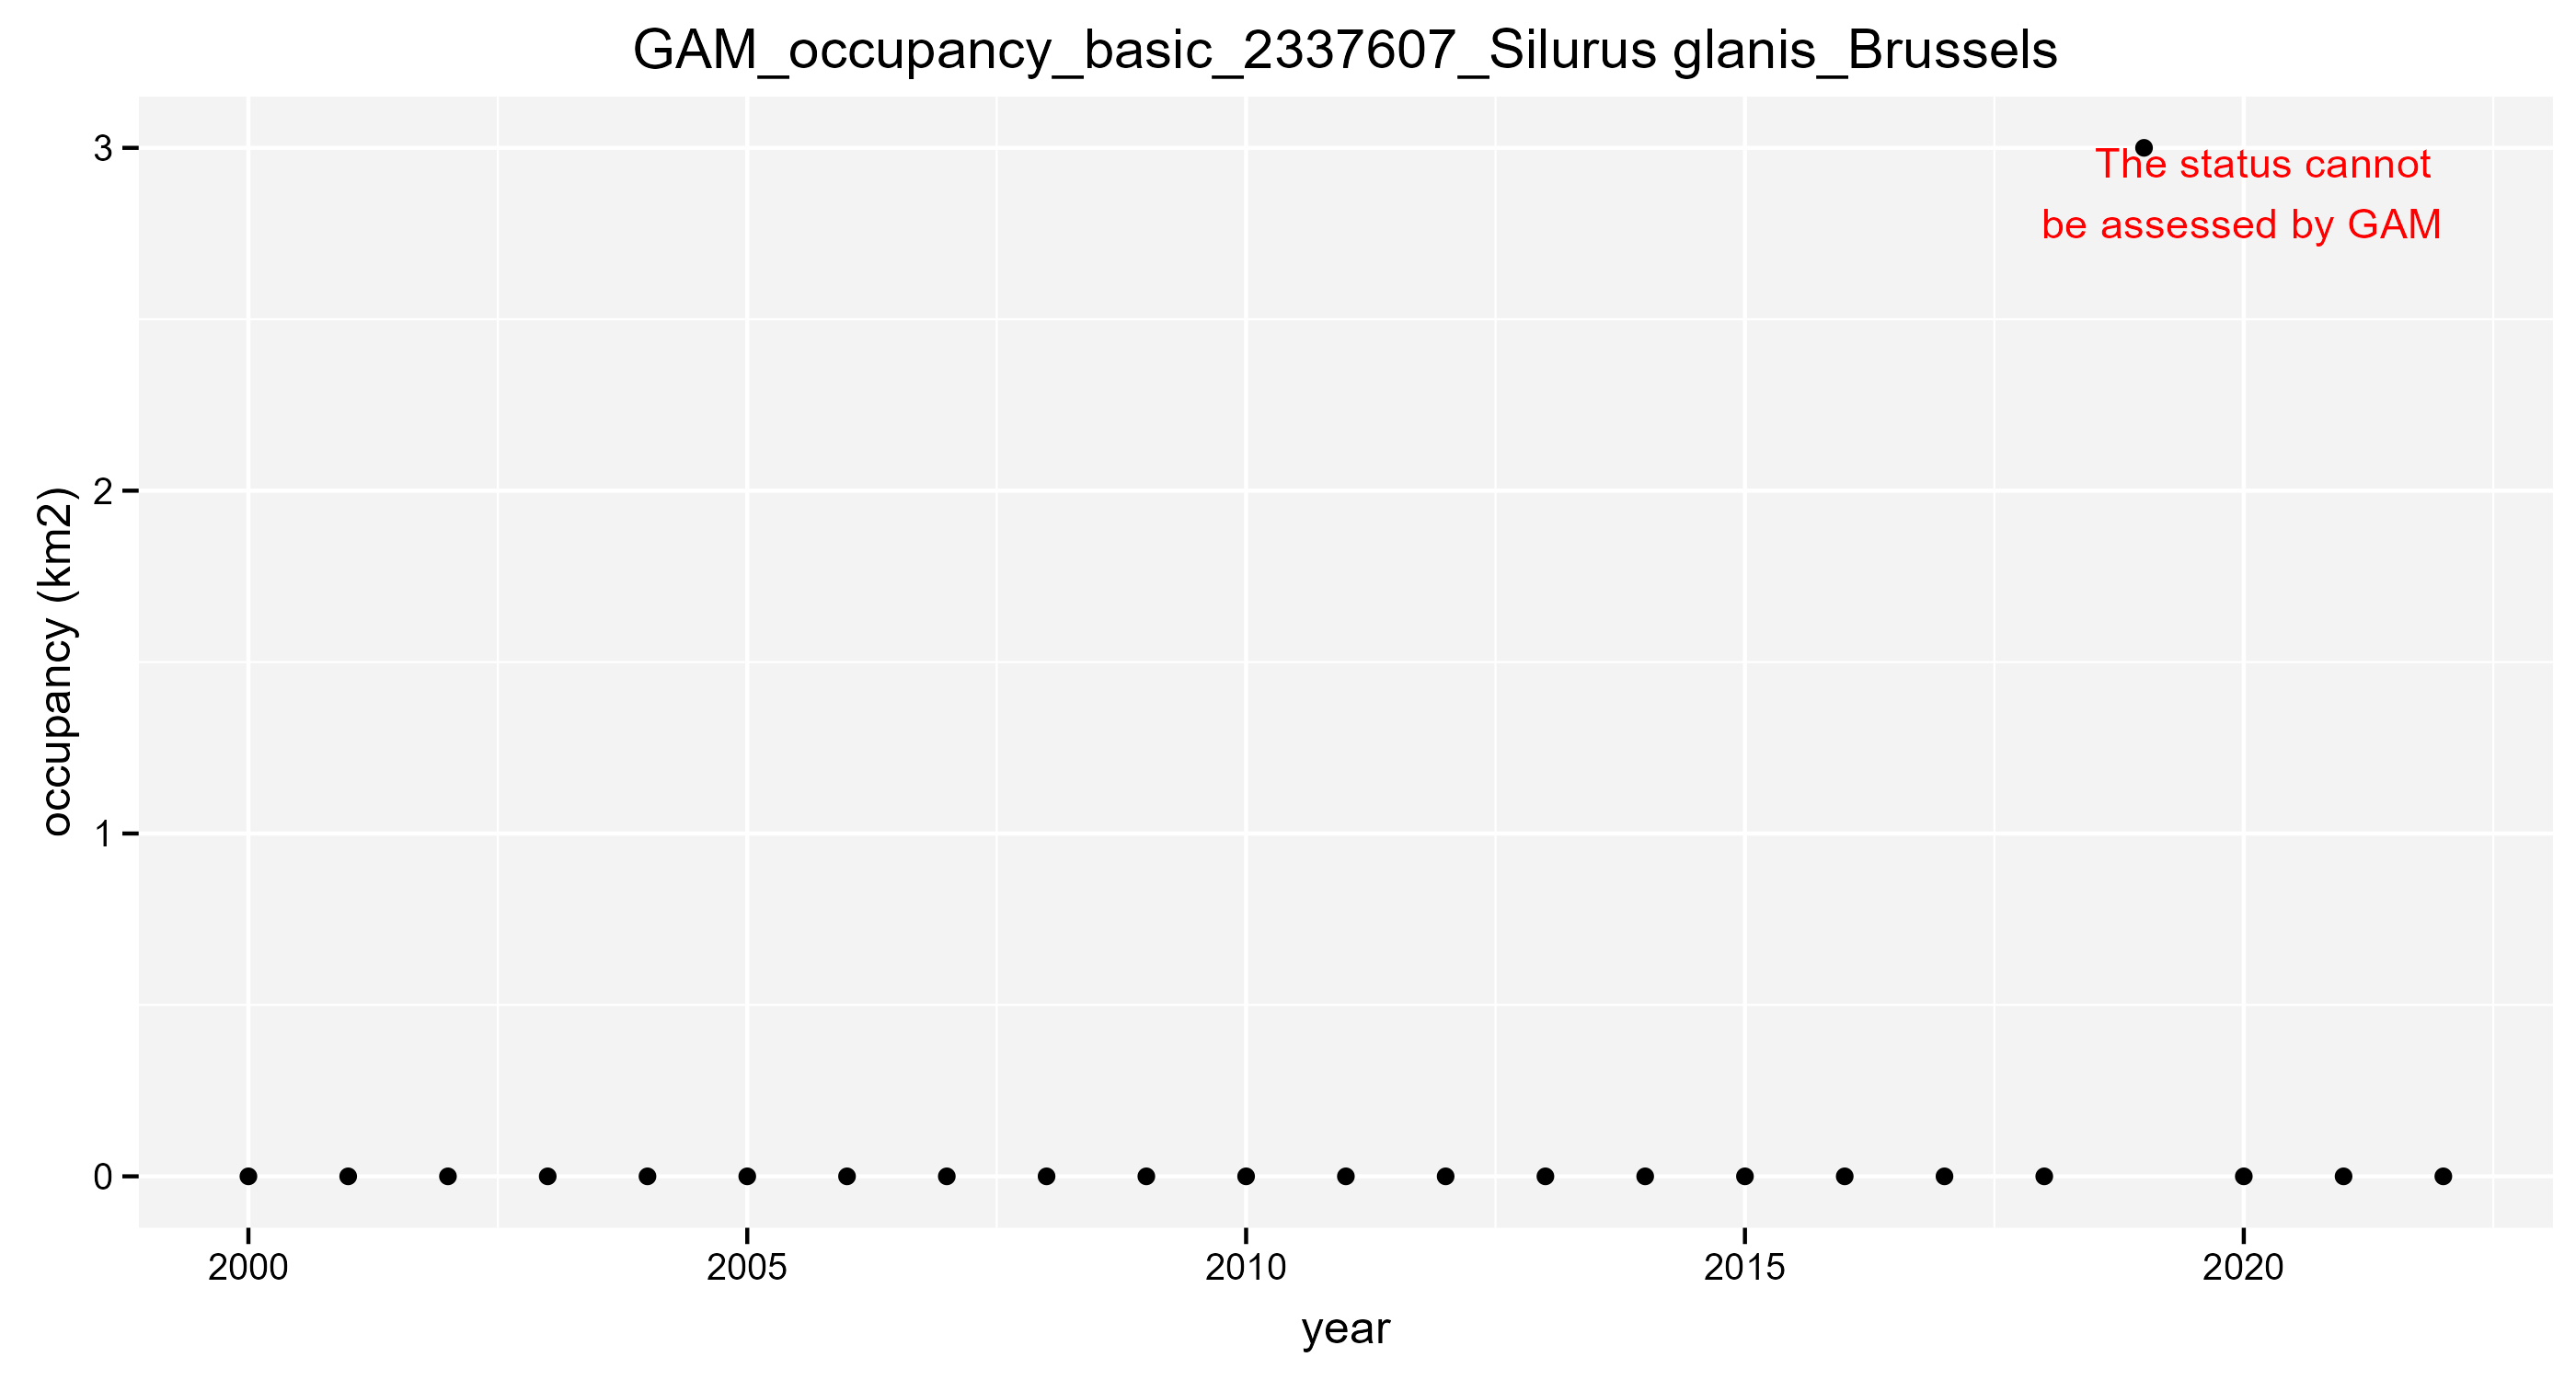 GAM_occupancy_basic_2337607_Silurus glanis_Brussels
3
The status cannot
be assessed by GAM
2
occupancy (km2)
1
0
2000 2005 2010 2015 2020
year